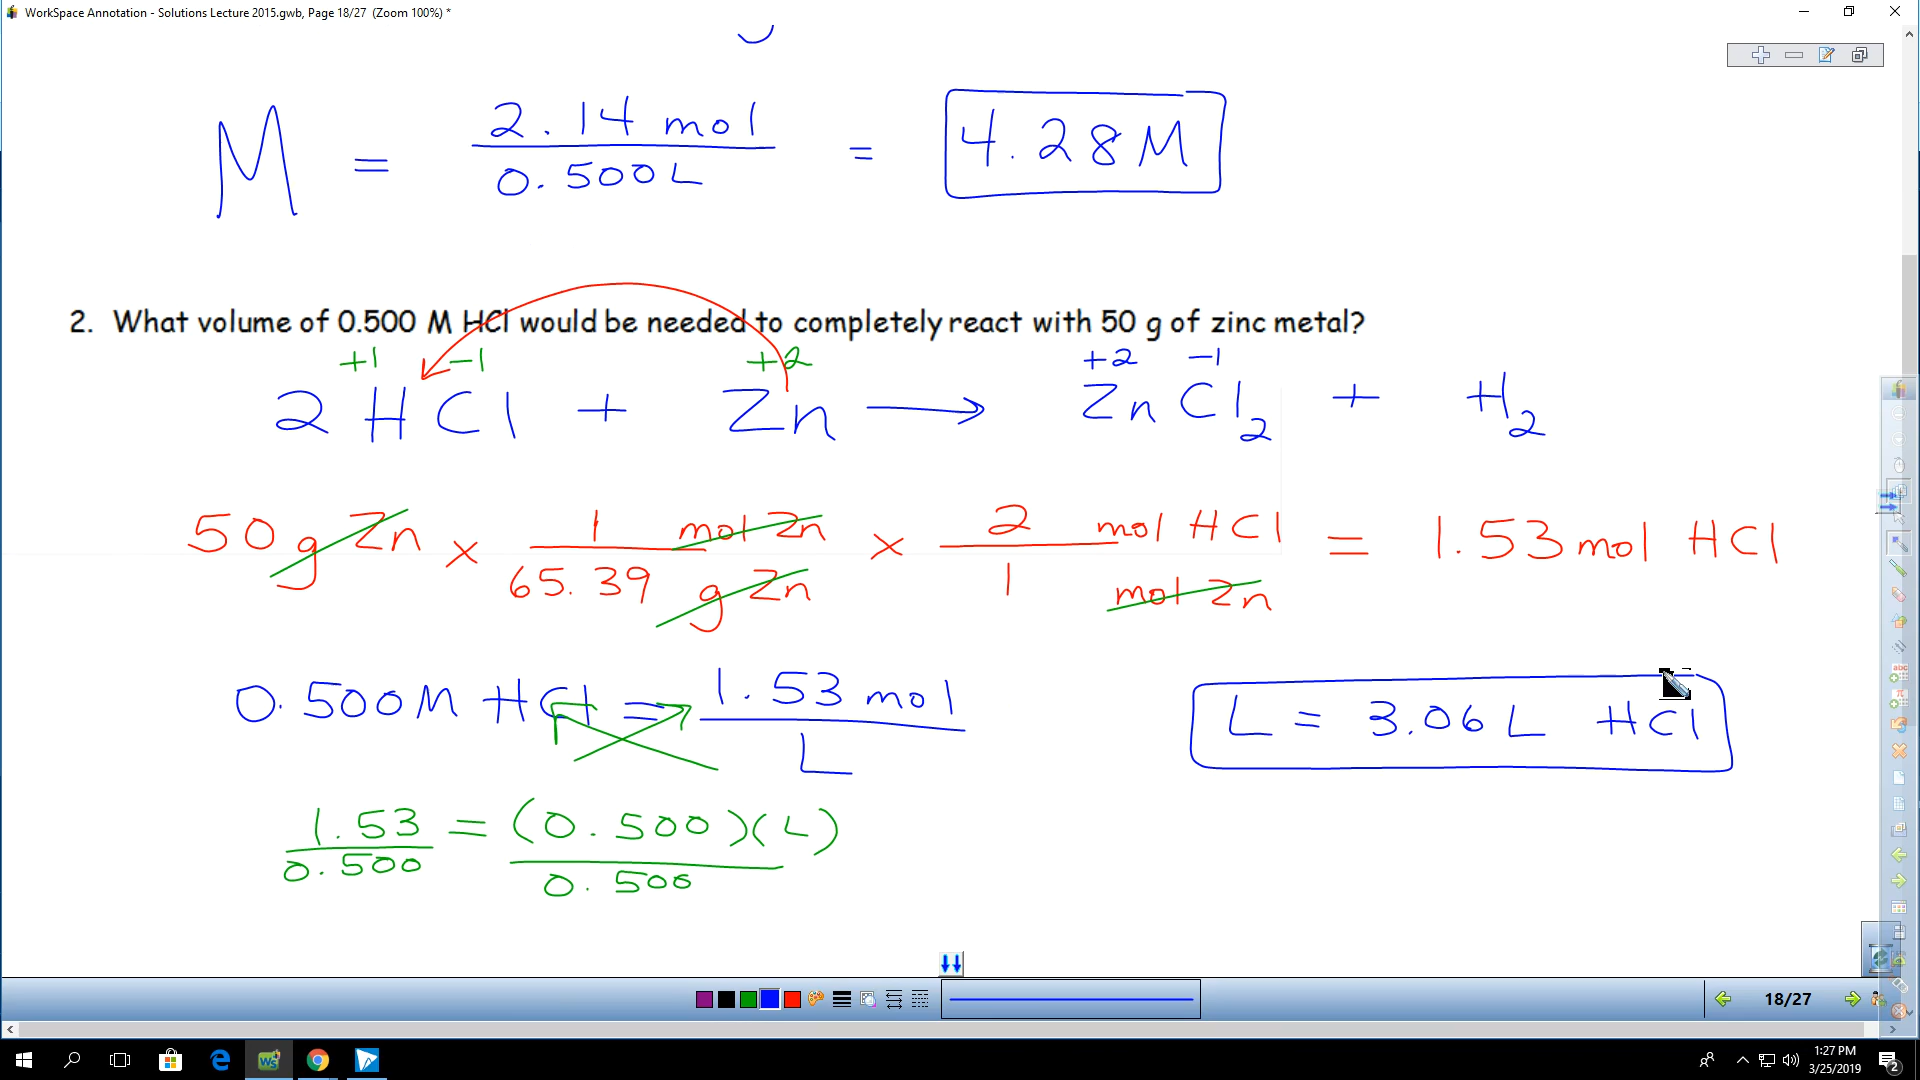 WorkSpace Annotation - Solutions Lecture 2015.gwb, Page 18/27 (Zoom 100%) *
M = 2.14 mol / 0.500 L = 4.28 M
2. What volume of 0.500 M HCl would be needed to completely react with 50 g of zinc metal?
+1 -1 +2 +2 -1
2 HCl + Zn → ZnCl₂ + H₂
50 g Zn × 1 mol Zn / 65.39 g Zn × 2 mol HCl / 1 mol Zn = 1.53 mol HCl
0.500 M HCl = 1.53 mol / L
L = 3.06 L HCl
1.53 / 0.500 = (0.500)(L) / 0.500
18/27
1:27 PM
3/25/2019
2